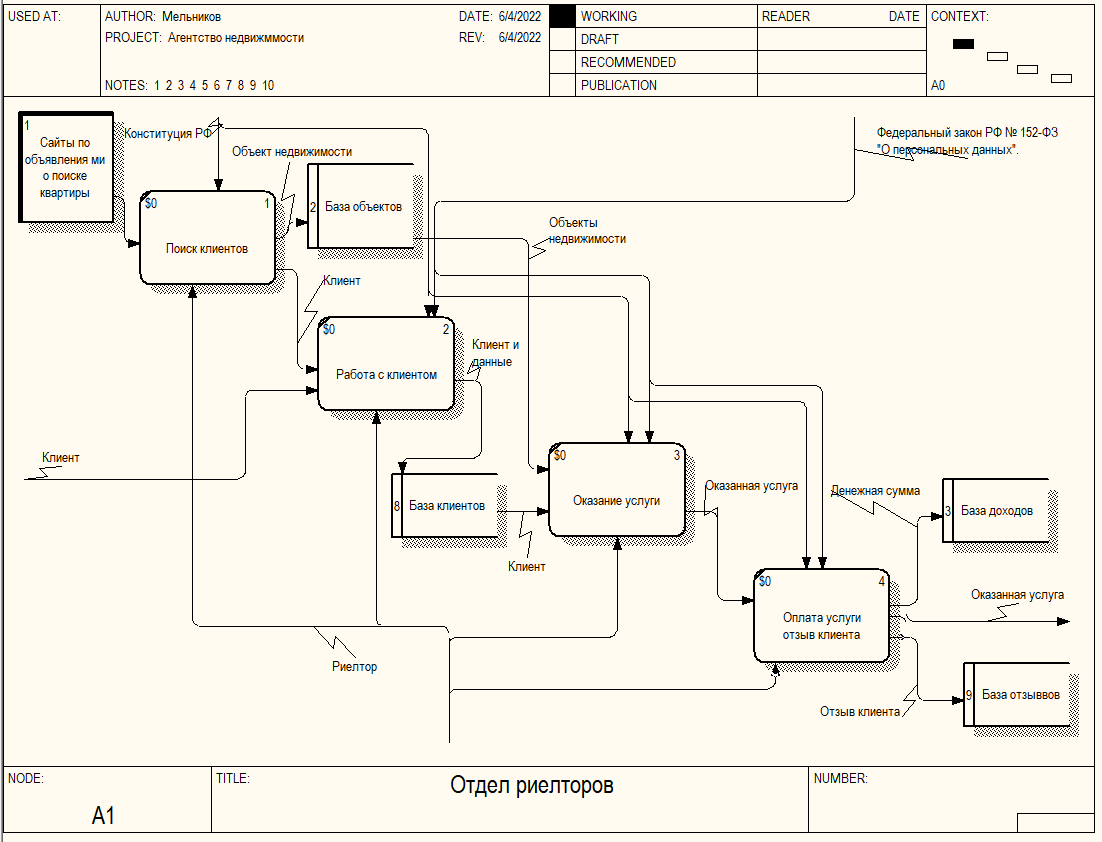 USED AT:
AUTHOR: Мельников
DATE: 6/4/2022
WORKING
READER
DATE
CONTEXT:
PROJECT: Агентство недвижммости
REV: 6/4/2022
DRAFT
RECOMMENDED
NOTES: 1 2 3 4 5 6 7 8 9 10
PUBLICATION
A0
1
Сайты по
объявления ми
о поиске
квартиры
Конституция РФ
Федеральный закон РФ № 152-ФЗ
"О персональных данных".
Объект недвижимости
$0
1
Поиск клиентов
2
База объектов
Объекты
недвижимости
Клиент
$0
2
Работа с клиентом
Клиент и
данные
Клиент
$0
3
Оказание услуги
8
База клиентов
Клиент
Оказанная услуга
Денежная сумма
3
База доходов
$0
4
Оплата услуги
отзыв клиента
Оказанная услуга
Риелтор
9
База отзыввов
Отзыв клиента
NODE:
TITLE:
NUMBER:
A1
Отдел риелторов